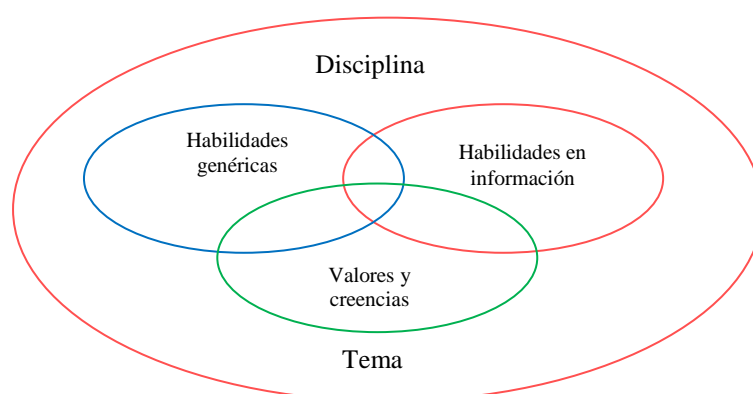 Disciplina
Habilidades
genéricas
Habilidades en
información
Valores y
creencias
Tema